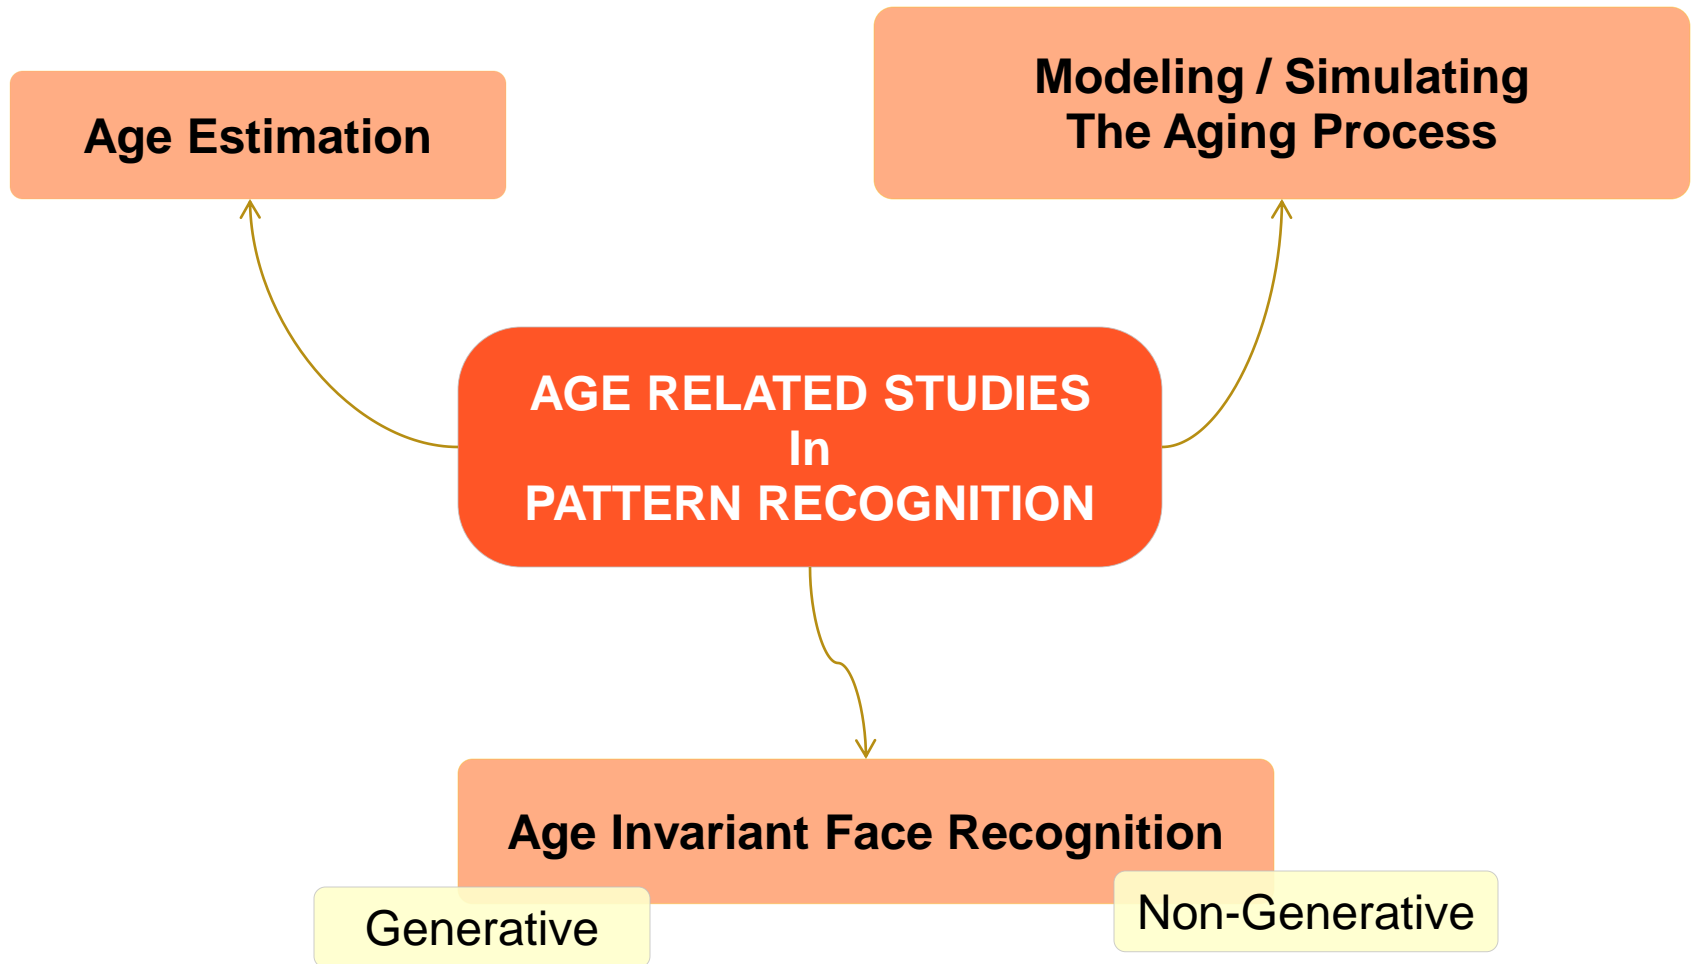 Age Estimation
Modeling / Simulating
The Aging Process
AGE RELATED STUDIES
In
PATTERN RECOGNITION
Age Invariant Face Recognition
Generative
Non-Generative